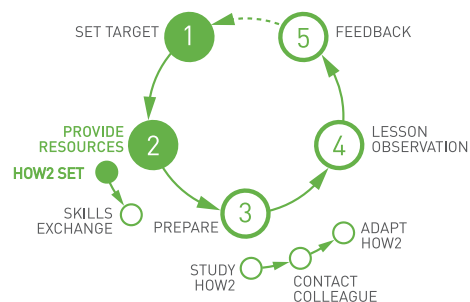 SET TARGET
1
PROVIDE
RESOURCES
2
HOW2 SET
SKILLS
EXCHANGE
PREPARE
3
STUDY
HOW2
CONTACT
COLLEAGUE
ADAPT
HOW2
4
LESSON
OBSERVATION
5
FEEDBACK